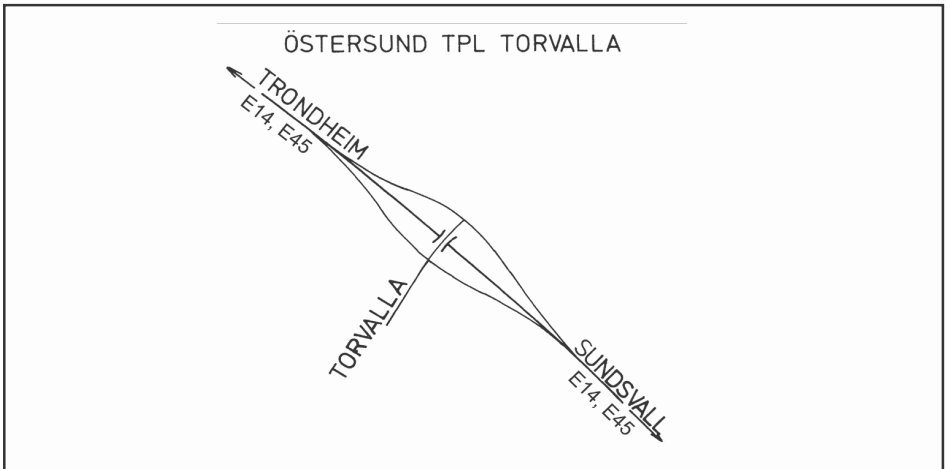 ÖSTERSUND TPL TORVALLA
TRONDHEIM
E14, E45
TORVALLA
SUNDSVALL
E14, E45